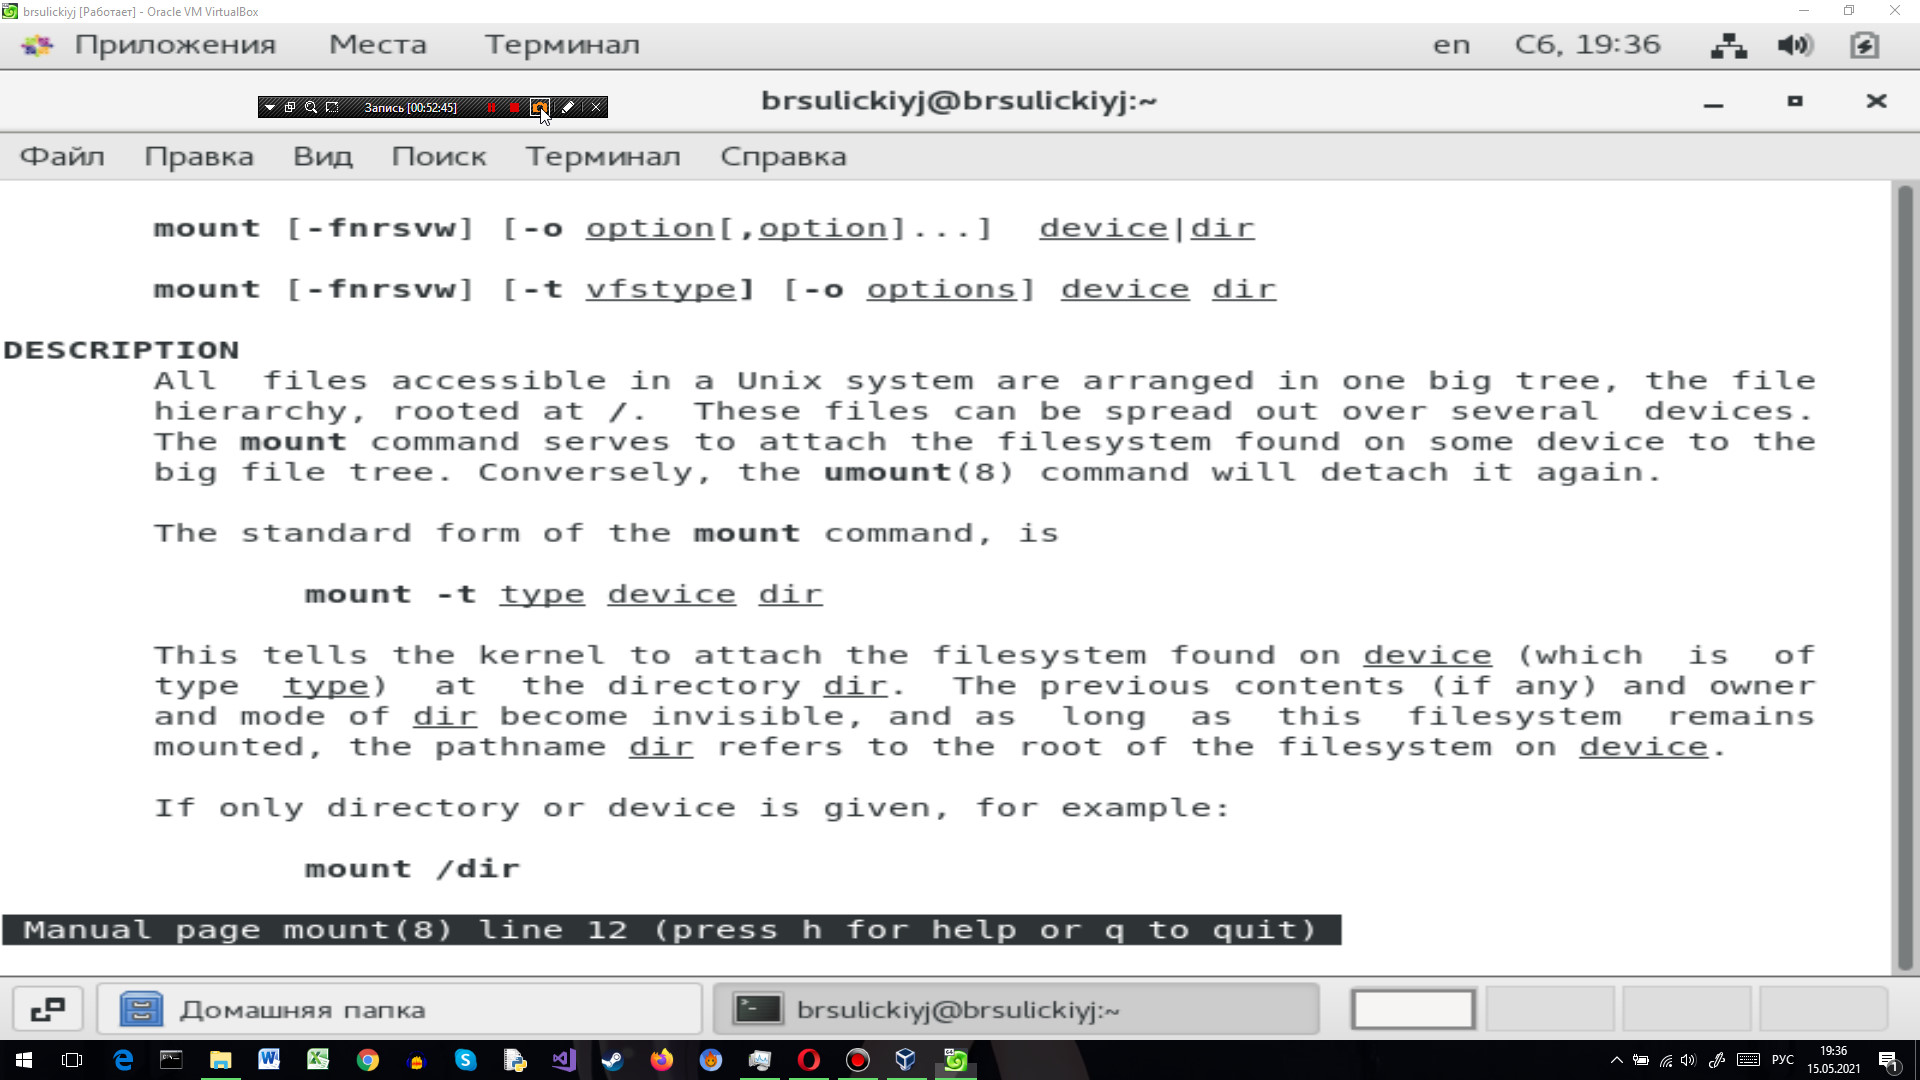 brsulickiyj [Работает] - Oracle VM VirtualBox
Приложения Места Терминал en Сб, 19:36
Запись [00:52:45]
brsulickiyj@brsulickiyj:~
Файл Правка Вид Поиск Терминал Справка
mount [-fnrsvw] [-o option[,option]...] device|dir
mount [-fnrsvw] [-t vfstype] [-o options] device dir
DESCRIPTION
All files accessible in a Unix system are arranged in one big tree, the file
hierarchy, rooted at /. These files can be spread out over several devices.
The mount command serves to attach the filesystem found on some device to the
big file tree. Conversely, the umount(8) command will detach it again.
The standard form of the mount command, is
mount -t type device dir
This tells the kernel to attach the filesystem found on device (which is of
type type) at the directory dir. The previous contents (if any) and owner
and mode of dir become invisible, and as long as this filesystem remains
mounted, the pathname dir refers to the root of the filesystem on device.
If only directory or device is given, for example:
mount /dir
Manual page mount(8) line 12 (press h for help or q to quit)
Домашняя папка brsulickiyj@brsulickiyj:~
РУС 19:36
15.05.2021
1